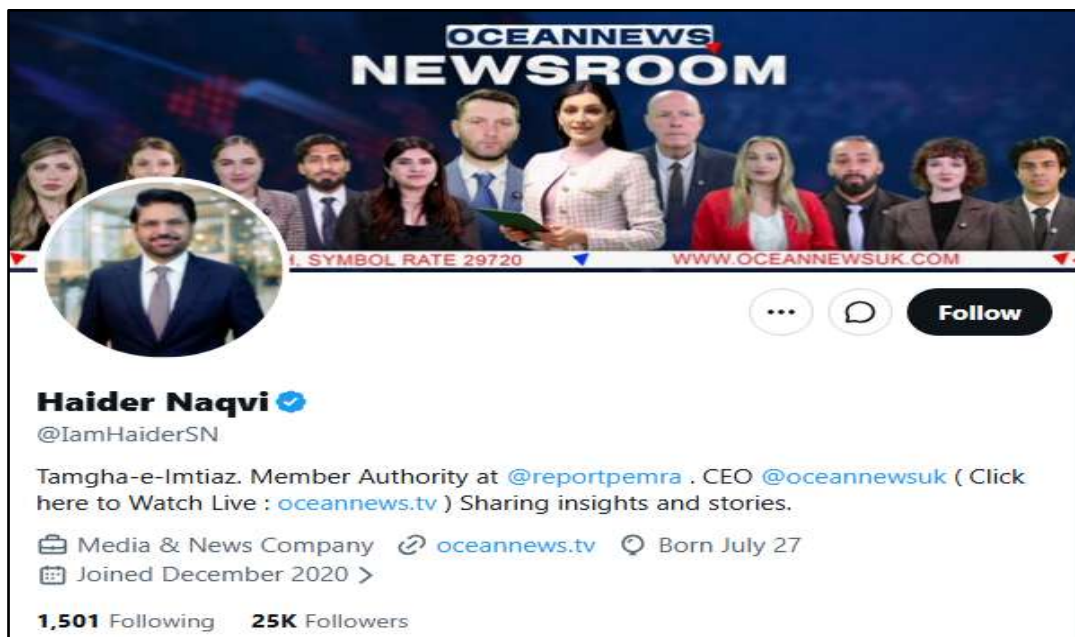 OCEANNEWS
NEWSROOM
H, SYMBOL RATE 29720 WWW.OCEANNEWSUK.COM
Follow
Haider Naqvi
@IamHaiderSN
Tamgha-e-Imtiaz. Member Authority at @reportpemra . CEO @oceannewsuk ( Click
here to Watch Live : oceannews.tv ) Sharing insights and stories.
Media & News Company oceannews.tv Born July 27
Joined December 2020 >
1,501 Following 25K Followers